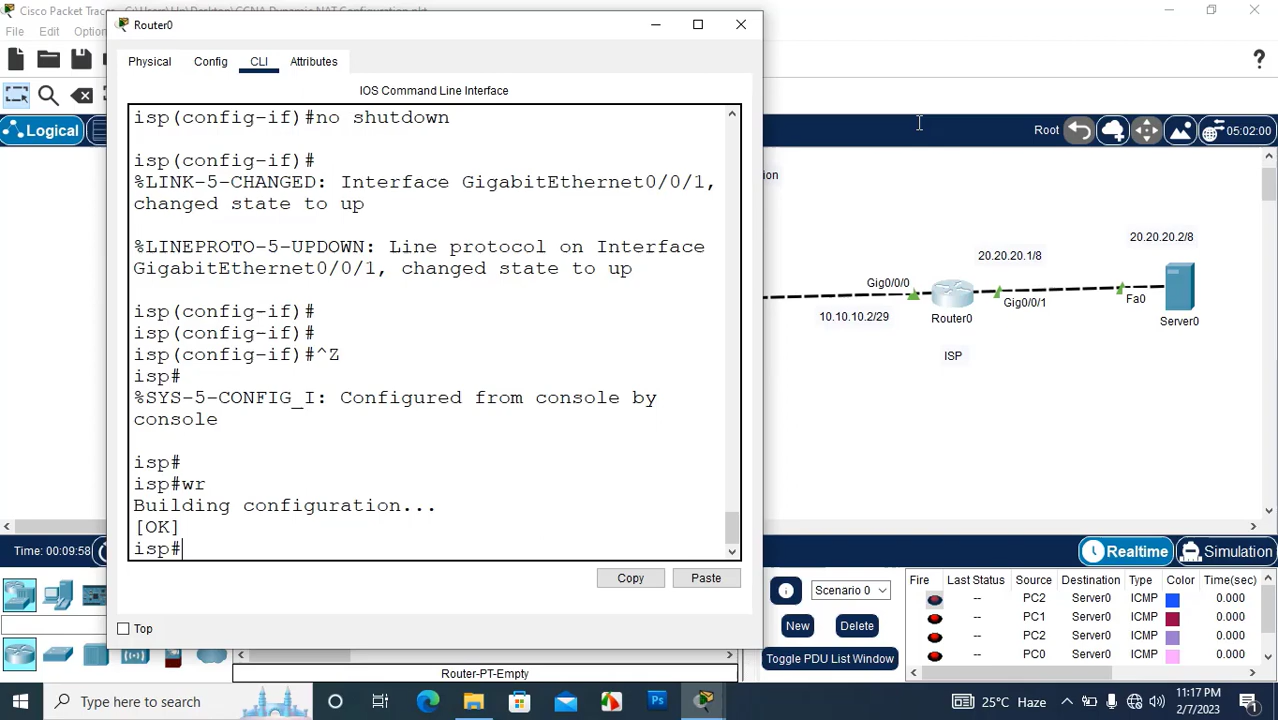 Router0
File
Edit
Physical
Config
CLI
Attributes
IOS Command Line Interface
isp(config-if)#no shutdown
isp(config-if)#
%LINK-5-CHANGED: Interface GigabitEthernet0/0/1,
changed state to up
%LINEPROTO-5-UPDOWN: Line protocol on Interface
GigabitEthernet0/0/1, changed state to up
isp(config-if)#
isp(config-if)#
isp(config-if)#^Z
isp#
%SYS-5-CONFIG_I: Configured from console by
console
isp#
isp#wr
Building configuration...
[OK]
isp#
Copy
Paste
Top
Logical
Root
05:02:00
20.20.20.2/8
20.20.20.1/8
Gig0/0/0
Gig0/0/1
Fa0
10.10.10.2/29
Router0
Server0
ISP
Time: 00:09:58
Realtime
Simulation
Scenario 0
New
Delete
Toggle PDU List Window
Fire Last Status Source Destination Type Color Time(sec)
-- PC2 Server0 ICMP 0.000
-- PC1 Server0 ICMP 0.000
-- PC2 Server0 ICMP 0.000
-- PC0 Server0 ICMP 0.000
Router-PT-Empty
Type here to search
Ps
25°C Haze
11:17 PM
2/7/2023
1